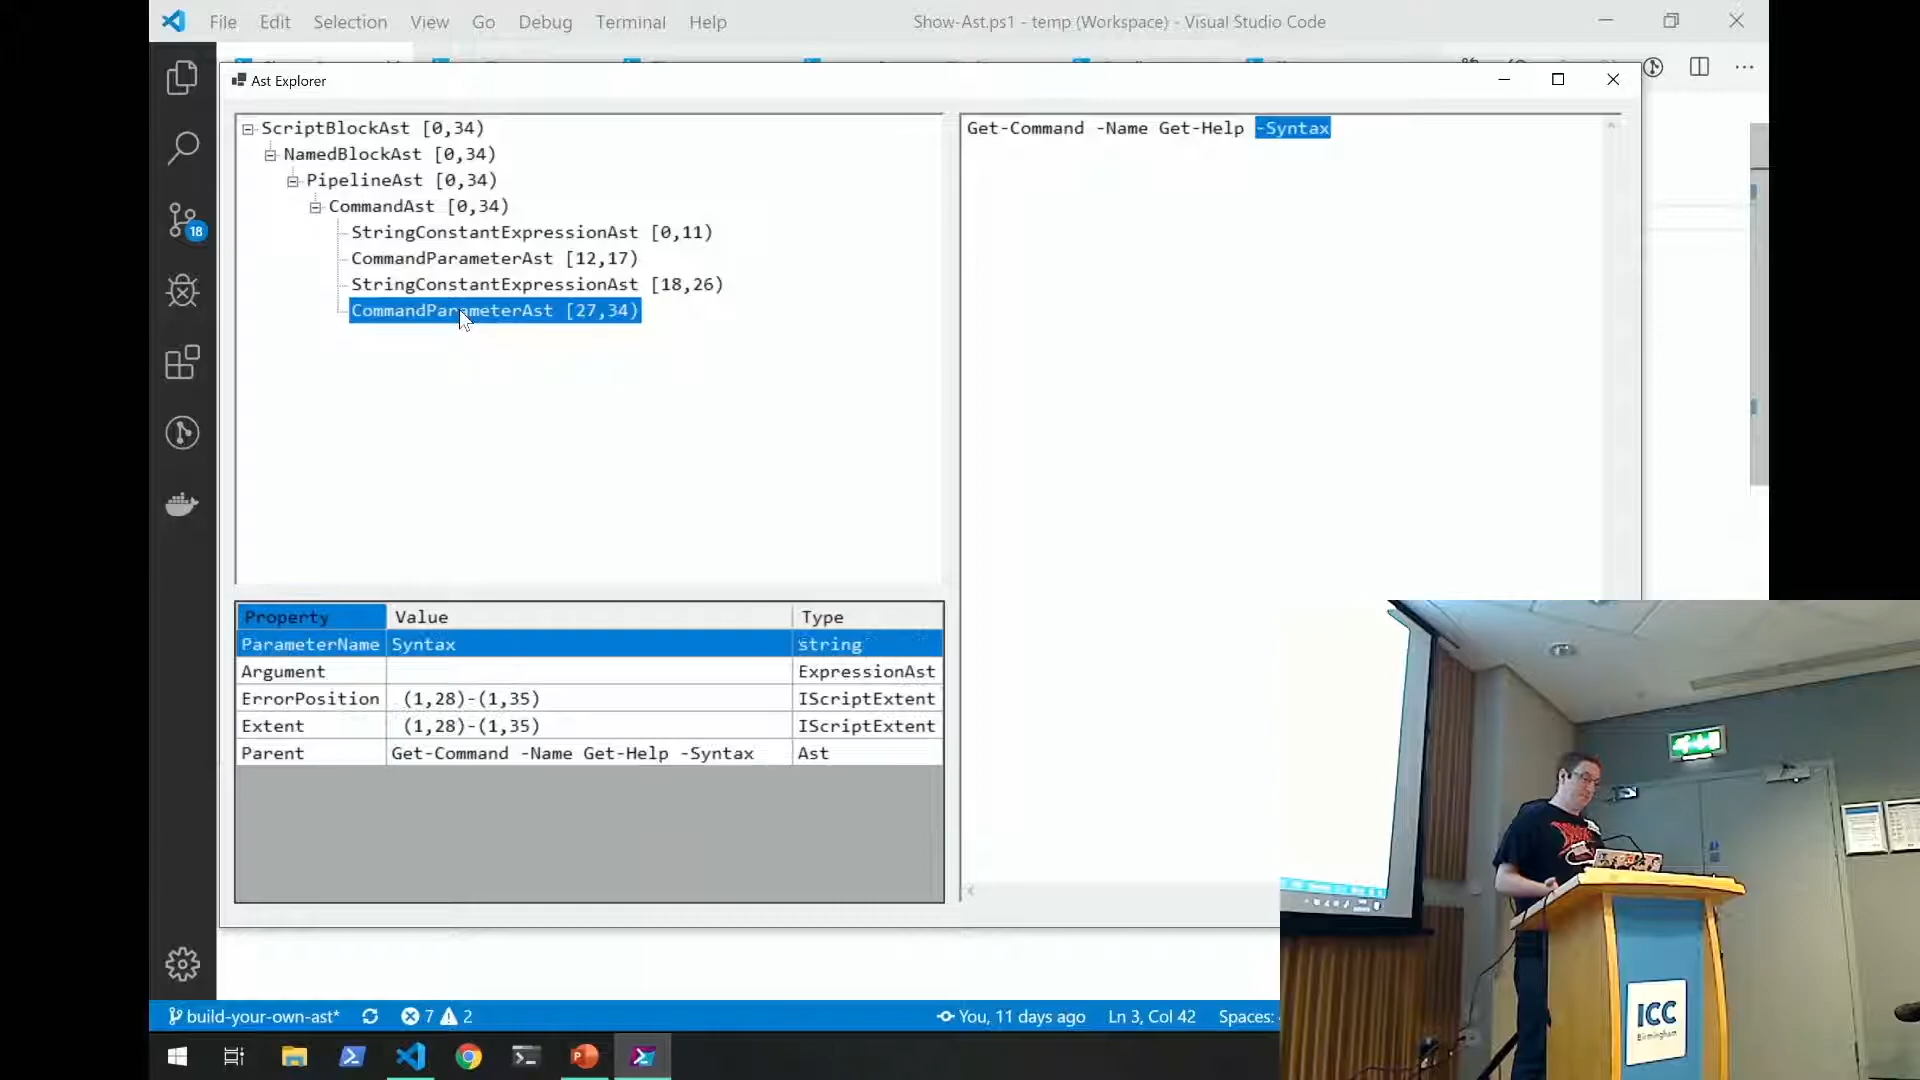 File Edit Selection View Go Debug Terminal Help
Show-Ast.ps1 - temp (Workspace) - Visual Studio Code
Ast Explorer
ScriptBlockAst [0,34)
NamedBlockAst [0,34)
PipelineAst [0,34)
CommandAst [0,34)
StringConstantExpressionAst [0,11)
CommandParameterAst [12,17)
StringConstantExpressionAst [18,26)
CommandParameterAst [27,34)
Get-Command -Name Get-Help -Syntax
18
Property Value Type
ParameterName Syntax string
Argument ExpressionAst
ErrorPosition (1,28)-(1,35) IScriptExtent
Extent (1,28)-(1,35) IScriptExtent
Parent Get-Command -Name Get-Help -Syntax Ast
build-your-own-ast* 7 2
You, 11 days ago Ln 3, Col 42 Spaces:
ICC
Birmingham